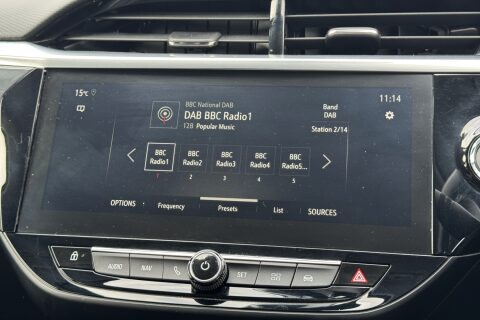 15℃
11:14
BBC National DAB
DAB BBC Radio1
12B Popular Music
Band
DAB
Station 2/14
BBC Radio1
BBC Radio2
BBC Radio3
BBC Radio4
BBC Radio5...
1 2 3 4 5
OPTIONS Frequency Presets List SOURCES
AUDIO NAV SET